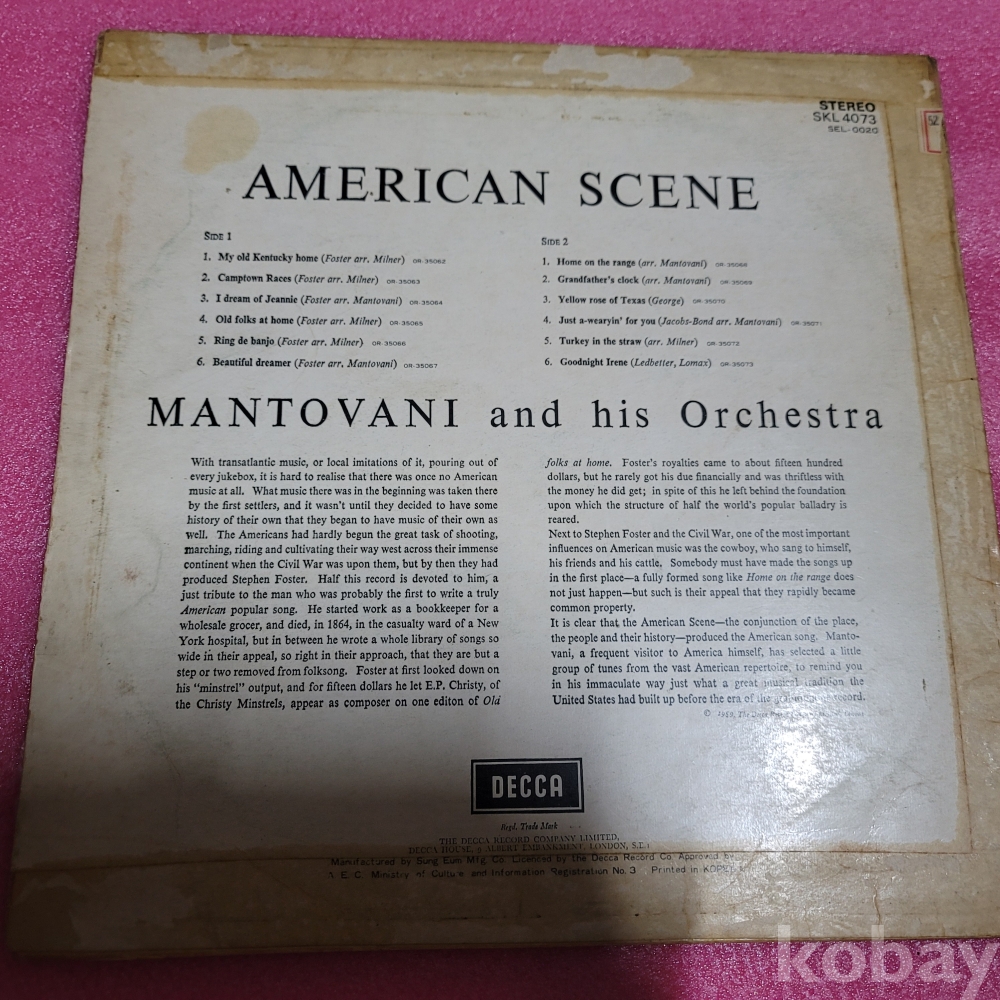 STEREO
SKL 4073
SEL-0020
52
AMERICAN SCENE
SIDE 1
1. My old Kentucky home (Foster arr. Milner) OR-35062
2. Camptown Races (Foster arr. Milner) OR-35063
3. I dream of Jeannie (Foster arr. Mantovani) OR-35064
4. Old folks at home (Foster arr. Milner) OR-35065
5. Ring de banjo (Foster arr. Milner) OR-35066
6. Beautiful dreamer (Foster arr. Mantovani) OR-35067
SIDE 2
1. Home on the range (arr. Mantovani) OR-35068
2. Grandfather's clock (arr. Mantovani) OR-35069
3. Yellow rose of Texas (George) OR-35070
4. Just a-wearyin' for you (Jacobs-Bond arr. Mantovani) OR-35071
5. Turkey in the straw (arr. Milner) OR-35072
6. Goodnight Irene (Ledbetter, Lomax) OR-35073
MANTOVANI and his Orchestra
With transatlantic music, or local imitations of it, pouring out of
every jukebox, it is hard to realise that there was once no American
music at all. What music there was in the beginning was taken there
by the first settlers, and it wasn't until they decided to have some
history of their own that they began to have music of their own as
well. The Americans had hardly begun the great task of shooting,
marching, riding and cultivating their way west across their immense
continent when the Civil War was upon them, but by then they had
produced Stephen Foster. Half this record is devoted to him, a
just tribute to the man who was probably the first to write a truly
American popular song. He started work as a bookkeeper for a
wholesale grocer, and died, in 1864, in the casualty ward of a New
York hospital, but in between he wrote a whole library of songs so
wide in their appeal, so right in their approach, that they are but a
step or two removed from folksong. Foster at first looked down on
his "minstrel" output, and for fifteen dollars he let E.P. Christy, of
the Christy Minstrels, appear as composer on one editon of Old
folks at home. Foster's royalties came to about fifteen hundred
dollars, but he rarely got his due financially and was thriftless with
the money he did get; in spite of this he left behind the foundation
upon which the structure of half the world's popular balladry is
reared.
Next to Stephen Foster and the Civil War, one of the most important
influences on American music was the cowboy, who sang to himself,
his friends and his cattle. Somebody must have made the songs up
in the first place—a fully formed song like Home on the range does
not just happen—but such is their appeal that they rapidly became
common property.
It is clear that the American Scene—the conjunction of the place,
the people and their history—produced the American song. Manto-
vani, a frequent visitor to America himself, has selected a little
group of tunes from the vast American repertoire, to remind you
in his immaculate way just what a great musical tradition the
United States had built up before the era of the record.
© 1959, The Decca
DECCA
Regd. Trade Mark
THE DECCA RECORD COMPANY LIMITED,
DECCA HOUSE, 9 ALBERT EMBANKMENT, LONDON, S.E.1
Manufactured by Sung Eum Mfg. Co. Licenced by the Decca Record Co. Approved by
E. C. Ministry of Culture and Information Registration No. 3 Printed in
kobay